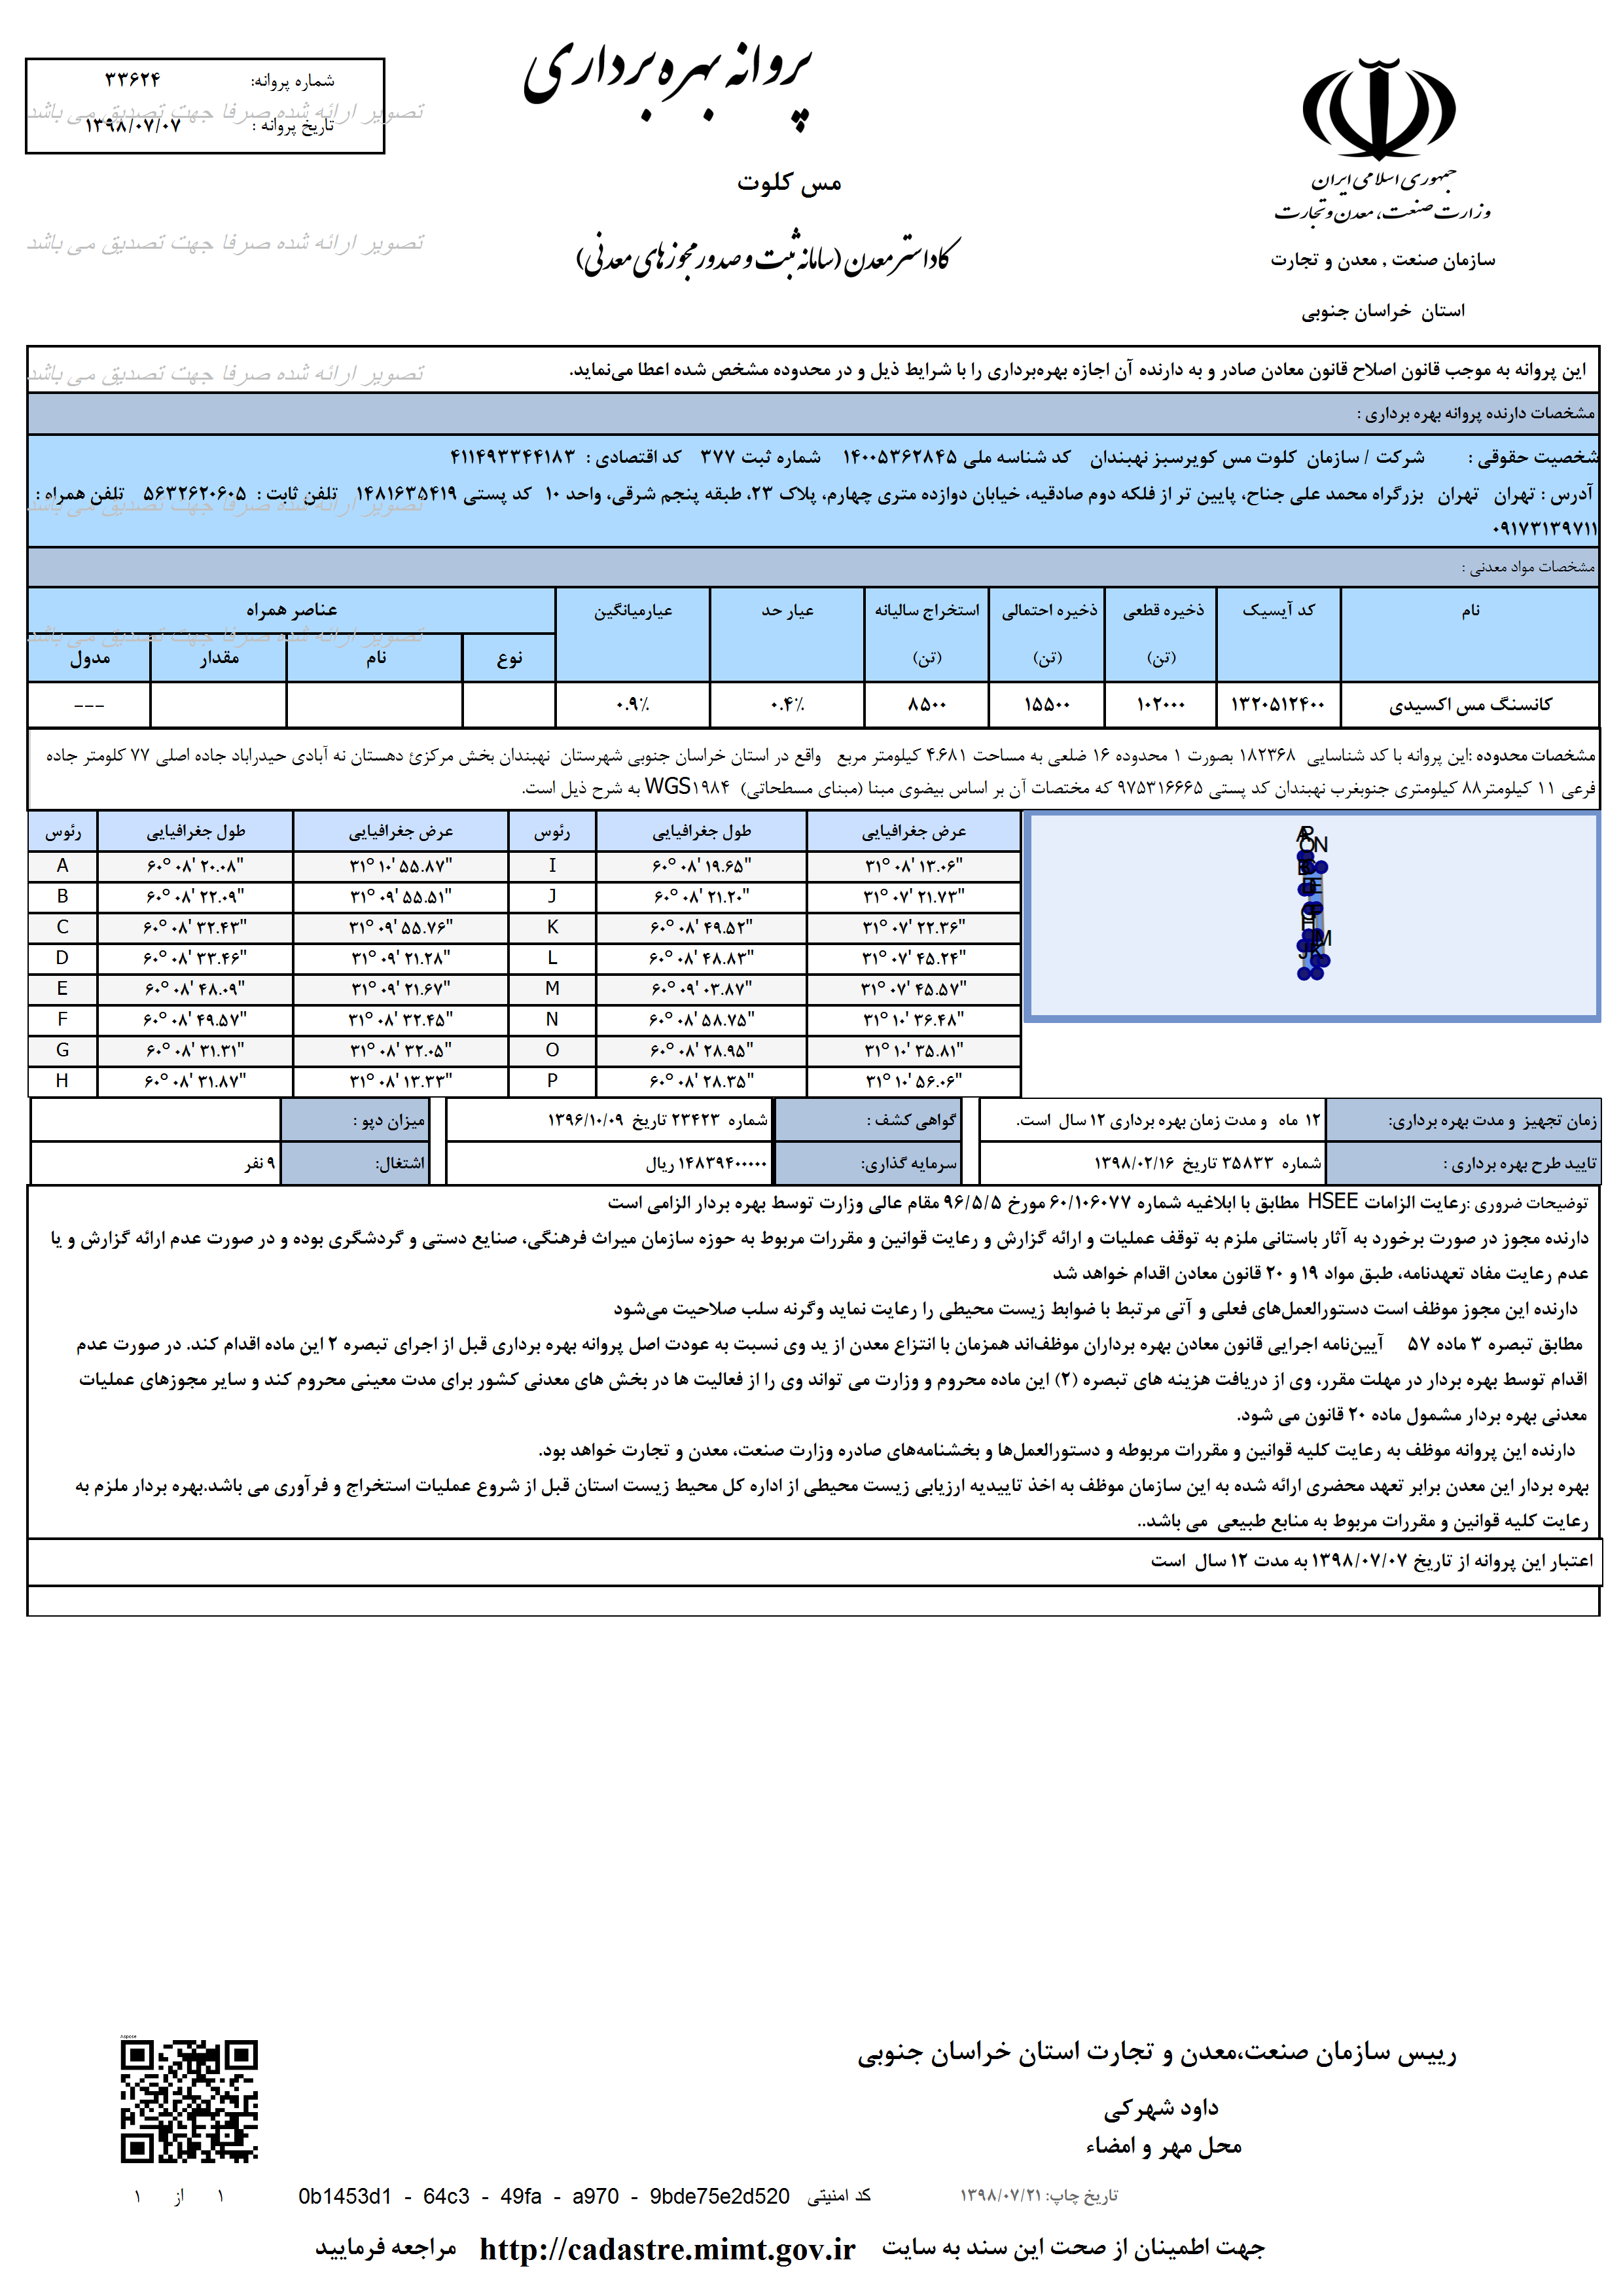 جمهوری اسلامی ایران
وزارت صنعت، معدن و تجارت
سازمان صنعت , معدن و تجارت
استان خراسان جنوبی
پروانه بهره برداری
مس کلوت
کاداستر معدن (سامانه ثبت و صدور مجوز های معدنی)
شماره پروانه: ۳۳۶۲۴
تاریخ پروانه : ۱۳۹۸/۰۷/۰۷
تصویر ارائه شده صرفا جهت تصدیق می باشد
تصویر ارائه شده صرفا جهت تصدیق می باشد
تصویر ارائه شده صرفا جهت تصدیق می باشد
تصویر ارائه شده صرفا جهت تصدیق می باشد
تصویر ارائه شده صرفا جهت تصدیق می باشد
این پروانه به موجب قانون اصلاح قانون معادن صادر و به دارنده آن اجازه بهره‌برداری را با شرایط ذیل و در محدوده مشخص شده اعطا می‌نماید.
مشخصات دارنده پروانه بهره برداری :
شخصیت حقوقی : شرکت / سازمان کلوت مس کویرسبز نهبندان کد شناسه ملی ۱۴۰۰۵۳۶۲۸۴۵ شماره ثبت ۳۷۷ کد اقتصادی : ۴۱۱۴۹۳۳۴۴۱۸۳
آدرس : تهران تهران بزرگراه محمد علی جناح، پایین تر از فلکه دوم صادقیه، خیابان دوازده متری چهارم، پلاک ۲۳، طبقه پنجم شرقی، واحد ۱۰ کد پستی ۱۴۸۱۶۳۵۴۱۹ تلفن ثابت : ۵۶۳۲۶۲۰۶۰۵ تلفن همراه :
۰۹۱۷۳۱۳۹۷۱۱
مشخصات مواد معدنی :
نام کد آیسیک ذخیره قطعی (تن) ذخیره احتمالی (تن) استخراج سالیانه (تن) عیار حد عیارمیانگین عناصر همراه
نوع نام مقدار مدول
کانسنگ مس اکسیدی ۱۳۲۰۵۱۲۴۰۰ ۱۰۲۰۰۰ ۱۵۵۰۰ ۸۵۰۰ ۰.۴٪ ۰.۹٪ ---
مشخصات محدوده :این پروانه با کد شناسایی ۱۸۲۳۶۸ بصورت ۱ محدوده ۱۶ ضلعی به مساحت ۴.۶۸۱ کیلومتر مربع واقع در استان خراسان جنوبی شهرستان نهبندان بخش مرکزئ دهستان نه آبادی حیدراباد جاده اصلی ۷۷ کلومتر جاده
فرعی ۱۱ کیلومتر۸۸ کیلومتری جنوبغرب نهبندان کد پستی ۹۷۵۳۱۶۶۶۵ که مختصات آن بر اساس بیضوی مبنا (مبنای مسطحاتی) WGS۱۹۸۴ به شرح ذیل است.
رئوس طول جغرافیایی عرض جغرافیایی رئوس طول جغرافیایی عرض جغرافیایی
A ۶۰° ۰۸' ۲۰.۰۸" ۳۱° ۱۰' ۵۵.۸۷" I ۶۰° ۰۸' ۱۹.۶۵" ۳۱° ۰۸' ۱۳.۰۶"
B ۶۰° ۰۸' ۲۲.۰۹" ۳۱° ۰۹' ۵۵.۵۱" J ۶۰° ۰۸' ۲۱.۲۰" ۳۱° ۰۷' ۲۱.۷۳"
C ۶۰° ۰۸' ۳۲.۴۳" ۳۱° ۰۹' ۵۵.۷۶" K ۶۰° ۰۸' ۴۹.۵۲" ۳۱° ۰۷' ۲۲.۳۶"
D ۶۰° ۰۸' ۳۳.۴۶" ۳۱° ۰۹' ۲۱.۲۸" L ۶۰° ۰۸' ۴۸.۸۳" ۳۱° ۰۷' ۴۵.۲۴"
E ۶۰° ۰۸' ۴۸.۰۹" ۳۱° ۰۹' ۲۱.۶۷" M ۶۰° ۰۹' ۰۳.۸۷" ۳۱° ۰۷' ۴۵.۵۷"
F ۶۰° ۰۸' ۴۹.۵۷" ۳۱° ۰۸' ۳۲.۴۵" N ۶۰° ۰۸' ۵۸.۷۵" ۳۱° ۱۰' ۳۶.۴۸"
G ۶۰° ۰۸' ۳۱.۳۱" ۳۱° ۰۸' ۳۲.۰۵" O ۶۰° ۰۸' ۲۸.۹۵" ۳۱° ۱۰' ۳۵.۸۱"
H ۶۰° ۰۸' ۳۱.۸۷" ۳۱° ۰۸' ۱۳.۳۳" P ۶۰° ۰۸' ۲۸.۳۵" ۳۱° ۱۰' ۵۶.۰۶"
زمان تجهیز و مدت بهره برداری: ۱۲ ماه و مدت زمان بهره برداری ۱۲ سال است. گواهی کشف : شماره ۲۳۴۲۳ تاریخ ۱۳۹۶/۱۰/۰۹ میزان دپو :
تایید طرح بهره برداری : شماره ۳۵۸۳۳ تاریخ ۱۳۹۸/۰۲/۱۶ سرمایه گذاری: ۱۴۸۳۹۴۰۰۰۰۰ ریال اشتغال: ۹ نفر
توضیحات ضروری :رعایت الزامات HSEE مطابق با ابلاغیه شماره ۶۰/۱۰۶۰۷۷ مورخ ۹۶/۵/۵ مقام عالی وزارت توسط بهره بردار الزامی است
دارنده مجوز در صورت برخورد به آثار باستانی ملزم به توقف عملیات و ارائه گزارش و رعایت قوانین و مقررات مربوط به حوزه سازمان میراث فرهنگی، صنایع دستی و گردشگری بوده و در صورت عدم ارائه گزارش و یا
عدم رعایت مفاد تعهدنامه، طبق مواد ۱۹ و ۲۰ قانون معادن اقدام خواهد شد
دارنده این مجوز موظف است دستورالعمل‌های فعلی و آتی مرتبط با ضوابط زیست محیطی را رعایت نماید وگرنه سلب صلاحیت می‌شود
مطابق تبصره ۳ ماده ۵۷ آیین‌نامه اجرایی قانون معادن بهره برداران موظف‌اند همزمان با انتزاع معدن از ید وی نسبت به عودت اصل پروانه بهره برداری قبل از اجرای تبصره ۲ این ماده اقدام کند. در صورت عدم
اقدام توسط بهره بردار در مهلت مقرر، وی از دریافت هزینه های تبصره (۲) این ماده محروم و وزارت می تواند وی را از فعالیت ها در بخش های معدنی کشور برای مدت معینی محروم کند و سایر مجوزهای عملیات
معدنی بهره بردار مشمول ماده ۲۰ قانون می شود.
دارنده این پروانه موظف به رعایت کلیه قوانین و مقررات مربوطه و دستورالعمل‌ها و بخشنامه‌های صادره وزارت صنعت، معدن و تجارت خواهد بود.
بهره بردار این معدن برابر تعهد محضری ارائه شده به این سازمان موظف به اخذ تاییدیه ارزیابی زیست محیطی از اداره کل محیط زیست استان قبل از شروع عملیات استخراج و فرآوری می باشد.بهره بردار ملزم به
رعایت کلیه قوانین و مقررات مربوط به منابع طبیعی می باشد..
اعتبار این پروانه از تاریخ ۱۳۹۸/۰۷/۰۷ به مدت ۱۲ سال است
رییس سازمان صنعت،معدن و تجارت استان خراسان جنوبی
داود شهرکی
محل مهر و امضاء
تاریخ چاپ: ۱۳۹۸/۰۷/۲۱
کد امنیتی 0b1453d1 - 64c3 - 49fa - a970 - 9bde75e2d520
۱ از ۱
جهت اطمینان از صحت این سند به سایت http://cadastre.mimt.gov.ir مراجعه فرمایید